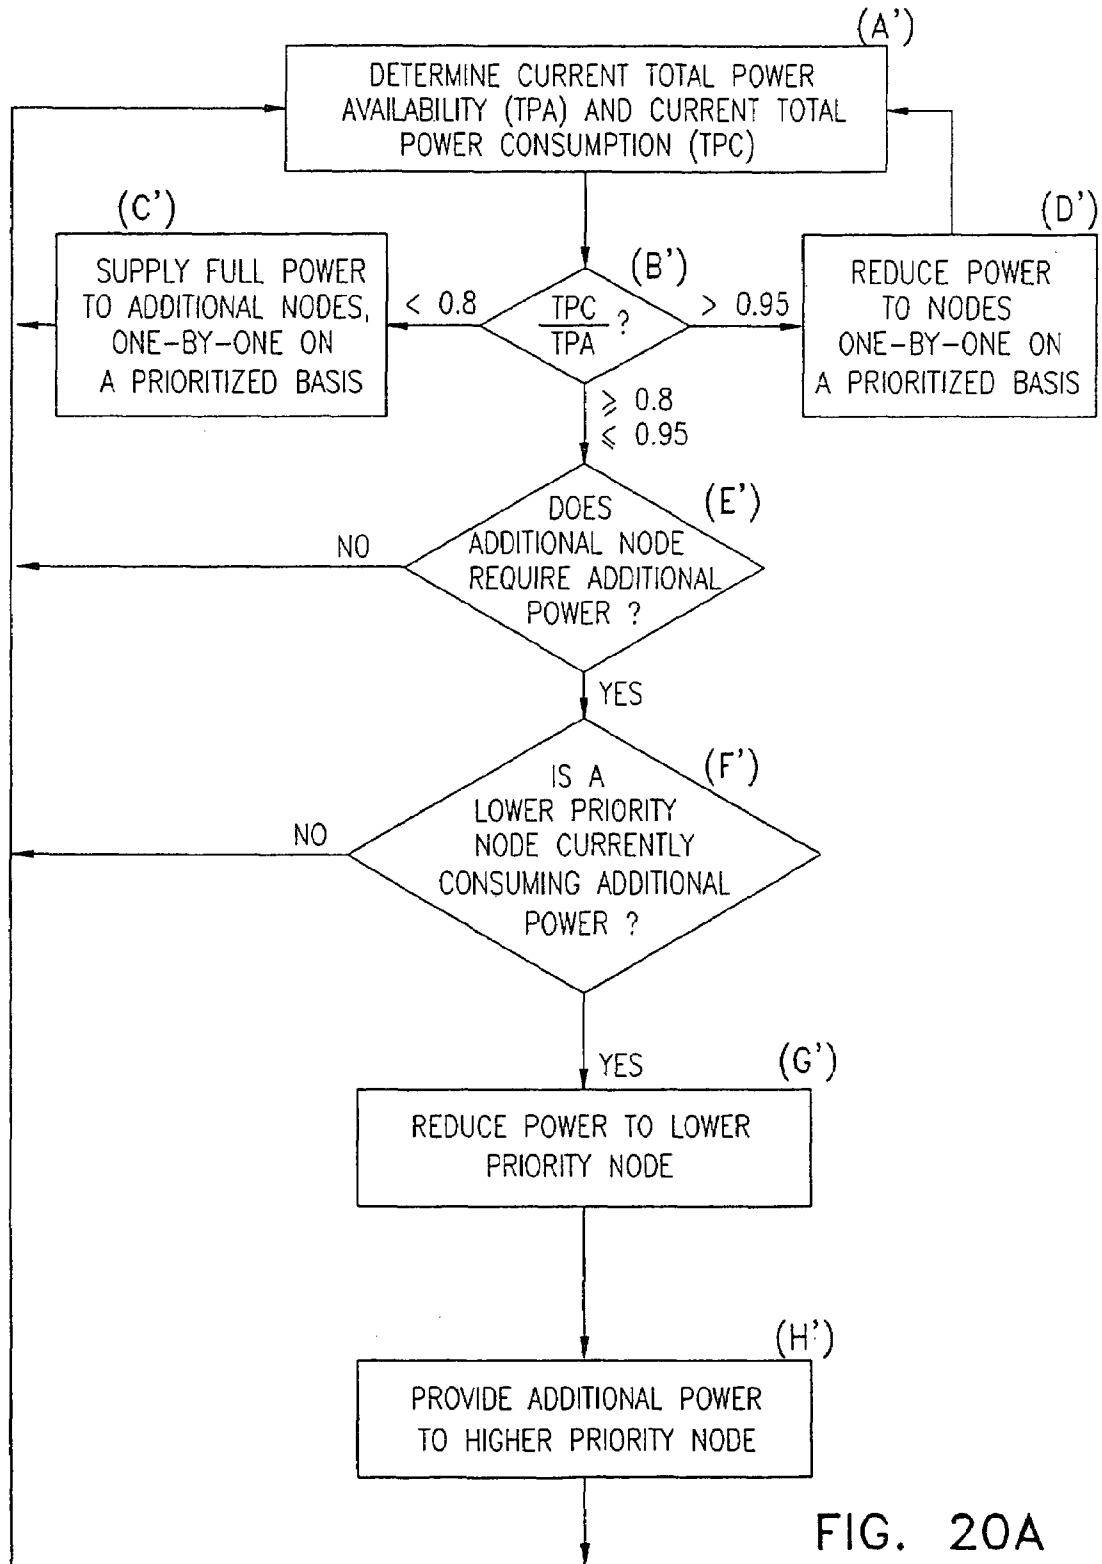 (A')
DETERMINE CURRENT TOTAL POWER
AVAILABILITY (TPA) AND CURRENT TOTAL
POWER CONSUMPTION (TPC)
(C')
SUPPLY FULL POWER
TO ADDITIONAL NODES,
ONE-BY-ONE ON
A PRIORITIZED BASIS
< 0.8
(B')
TPC
TPA
?
> 0.95
(D')
REDUCE POWER
TO NODES
ONE-BY-ONE ON
A PRIORITIZED BASIS
⩾ 0.8
⩽ 0.95
(E')
DOES
ADDITIONAL NODE
REQUIRE ADDITIONAL
POWER ?
NO
YES
(F')
IS A
LOWER PRIORITY
NODE CURRENTLY
CONSUMING ADDITIONAL
POWER ?
NO
YES
(G')
REDUCE POWER TO LOWER
PRIORITY NODE
(H')
PROVIDE ADDITIONAL POWER
TO HIGHER PRIORITY NODE
FIG. 20A